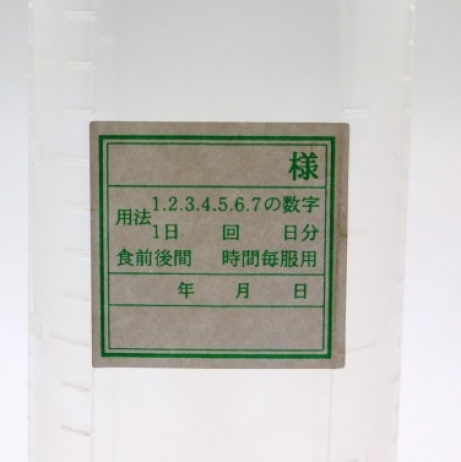 様
用法 1.2.3.4.5.6.7の数字
1日 回 日分
食前後間 時間毎服用
年 月 日